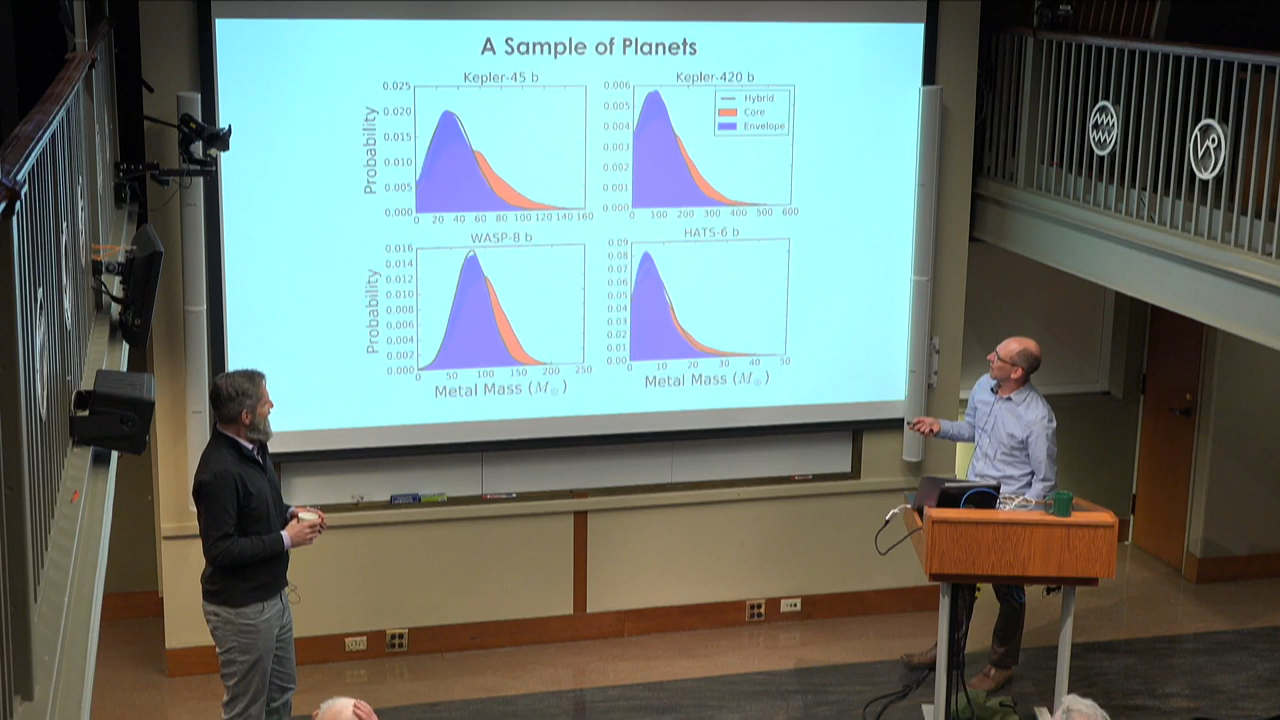 A Sample of Planets
Kepler-45 b
Kepler-420 b
Probability
0.025
0.020
0.015
0.010
0.005
0.000
0 20 40 60 80 100 120 140 160
0.006
0.005
0.004
0.003
0.002
0.001
0.000
0 100 200 300 400 500 600
Hybrid
Core
Envelope
WASP-8 b
HATS-6 b
Probability
0.016
0.014
0.012
0.010
0.008
0.006
0.004
0.002
0.000
0 50 100 150 200 250
Metal Mass (M⊕)
0.09
0.08
0.07
0.06
0.05
0.04
0.03
0.02
0.01
0.00
0 10 20 30 40 50
Metal Mass (M⊕)